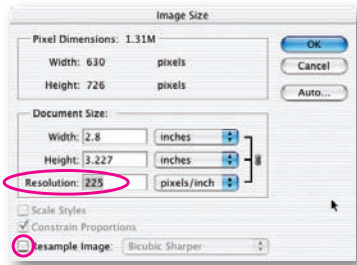 Image Size
Pixel Dimensions: 1.31M
Width: 630 pixels
Height: 726 pixels
OK
Cancel
Auto...
Document Size:
Width: 2.8 inches
Height: 3.227 inches
Resolution: 225 pixels/inch
Scale Styles
Constrain Proportions
Resample Image: Bicubic Sharper